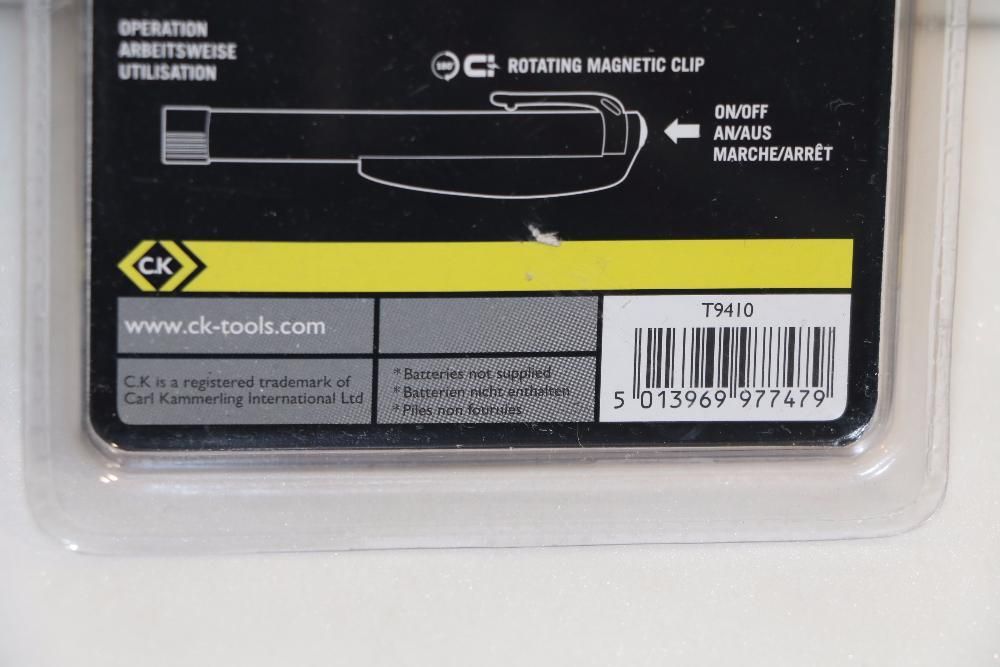 OPERATION
ARBEITSWEISE
UTILISATION
180° ROTATING MAGNETIC CLIP
ON/OFF
AN/AUS
MARCHE/ARRÊT
C.K
www.ck-tools.com
C.K is a registered trademark of
Carl Kammerling International Ltd
* Batteries not supplied
* Batterien nicht enthalten
* Piles non fournies
T9410
5 013969 977479